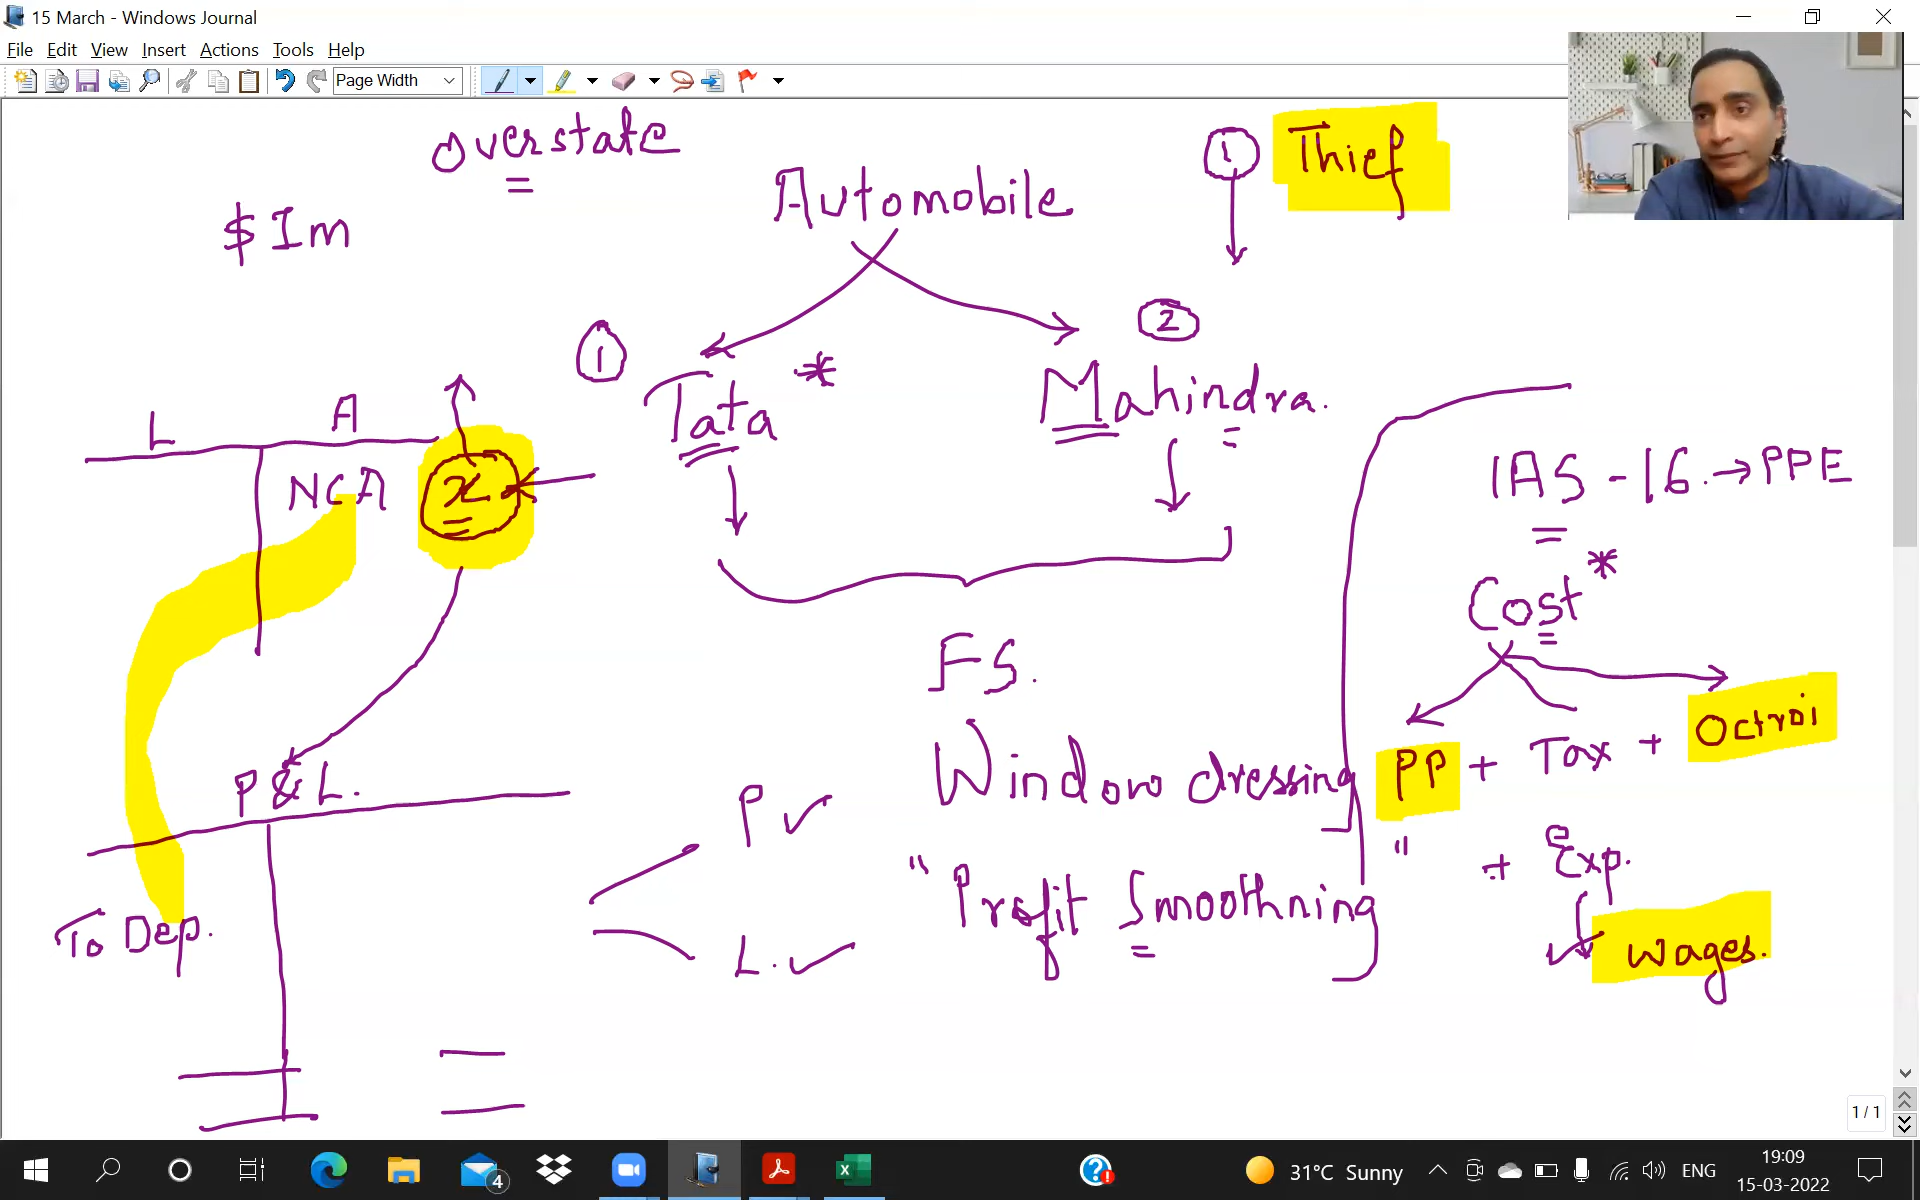 15 March - Windows Journal
File Edit View Insert Actions Tools Help
Page Width
Overstate
$ 1m
Automobile
1 Thief
1
Tata *
2
Mahindra.
L A
NCA x
IAS - 16. → PPE
Cost *
FS.
PP + Tax + Octroi
Window dressing
P & L.
P ✓
" + Exp.
" Profit Smoothning
To Dep.
L. ✓
✓ wages.
1 / 1
4
31°C Sunny
ENG
19:09
15-03-2022